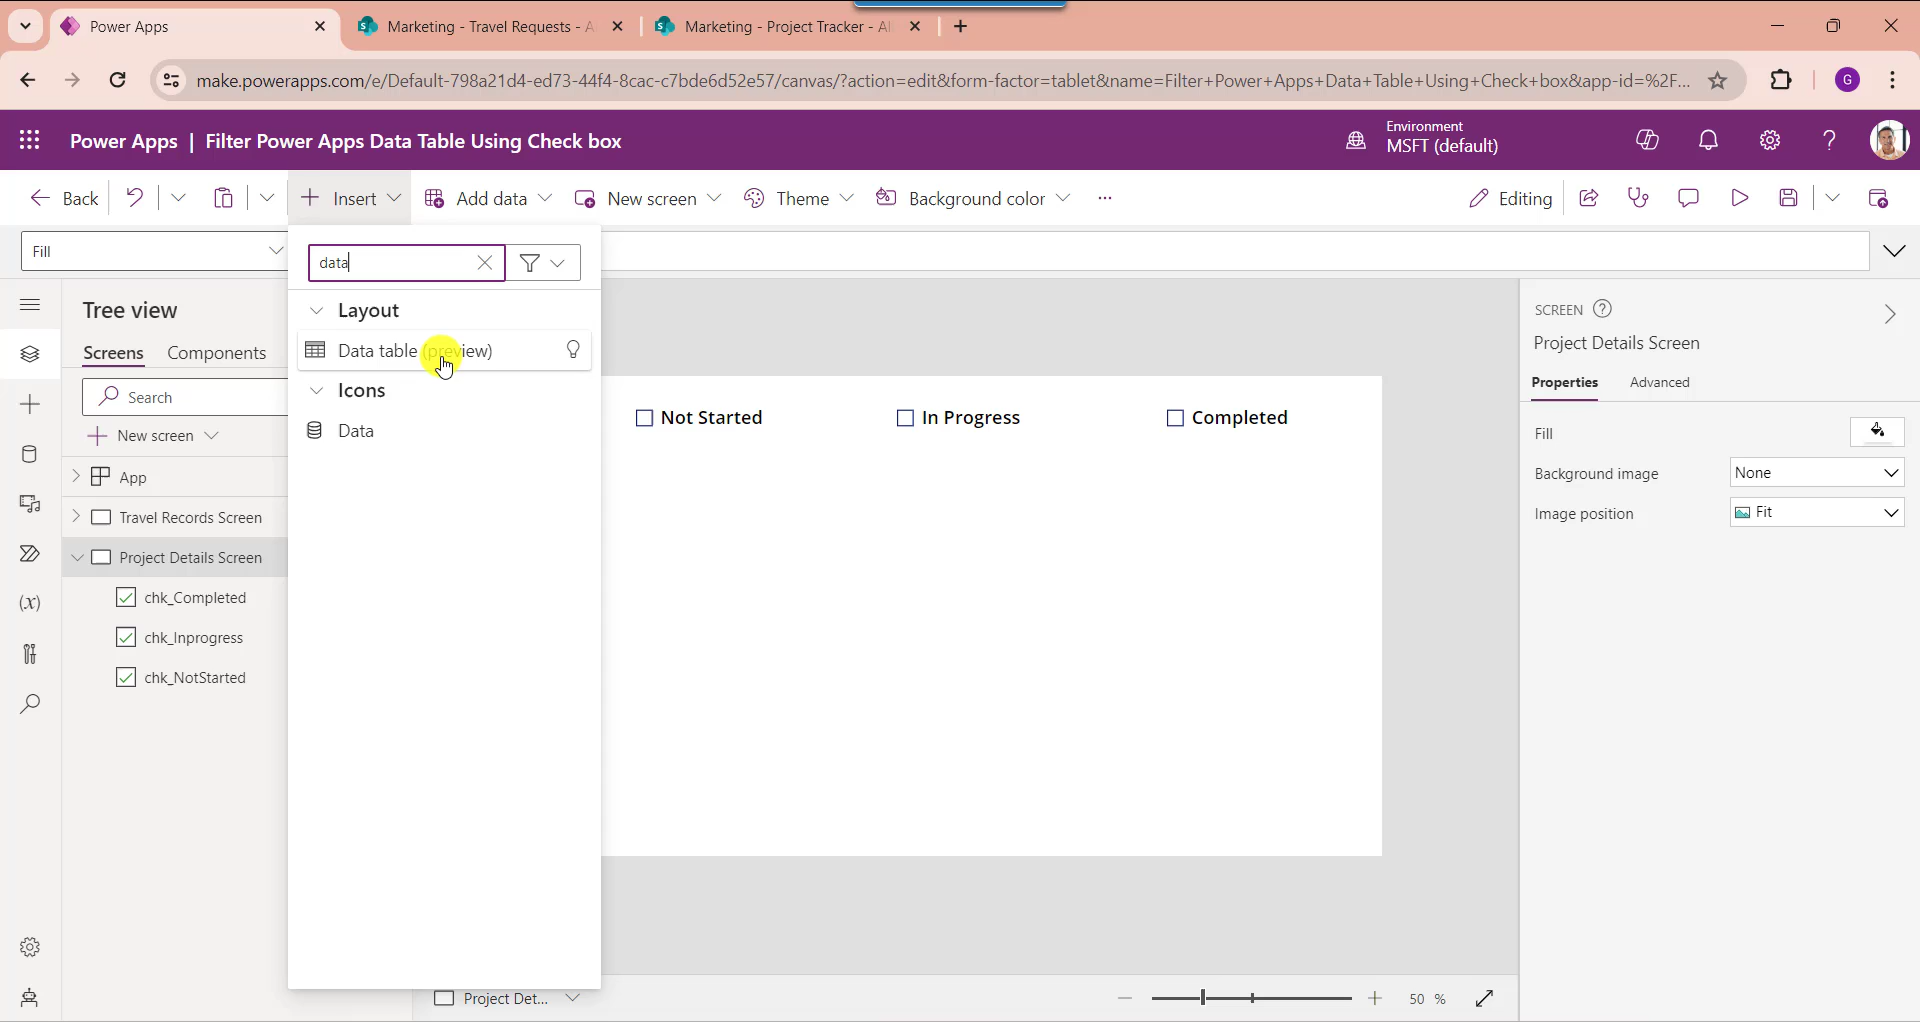 Power Apps
Marketing - Travel Requests - A
Marketing - Project Tracker - Al
make.powerapps.com/e/Default-798a21d4-ed73-44f4-8cac-c7bde6d52e57/canvas/?action=edit&form-factor=tablet&name=Filter+Power+Apps+Data+Table+Using+Check+box&app-id=%2F...
G
Power Apps | Filter Power Apps Data Table Using Check box
Environment
MSFT (default)
Back
Insert
Add data
New screen
Theme
Background color
...
Editing
Fill
data
Tree view
Screens
Components
Search
New screen
App
Travel Records Screen
Project Details Screen
chk_Completed
chk_Inprogress
chk_NotStarted
Layout
Data table (preview)
Icons
Data
Not Started
In Progress
Completed
SCREEN
Project Details Screen
Properties
Advanced
Fill
Background image
None
Image position
Fit
Project Det...
50 %